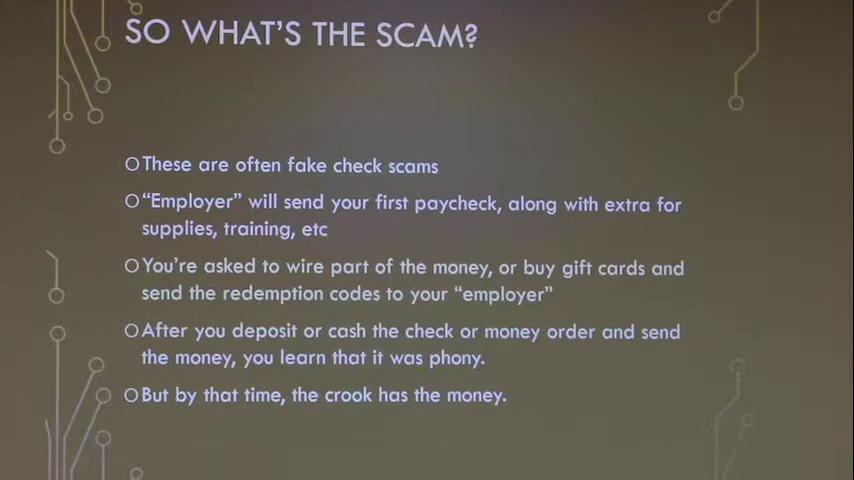 SO WHAT'S THE SCAM?
These are often fake check scams
"Employer" will send your first paycheck, along with extra for
supplies, training, etc
You're asked to wire part of the money, or buy gift cards and
send the redemption codes to your "employer"
After you deposit or cash the check or money order and send
the money, you learn that it was phony.
But by that time, the crook has the money.